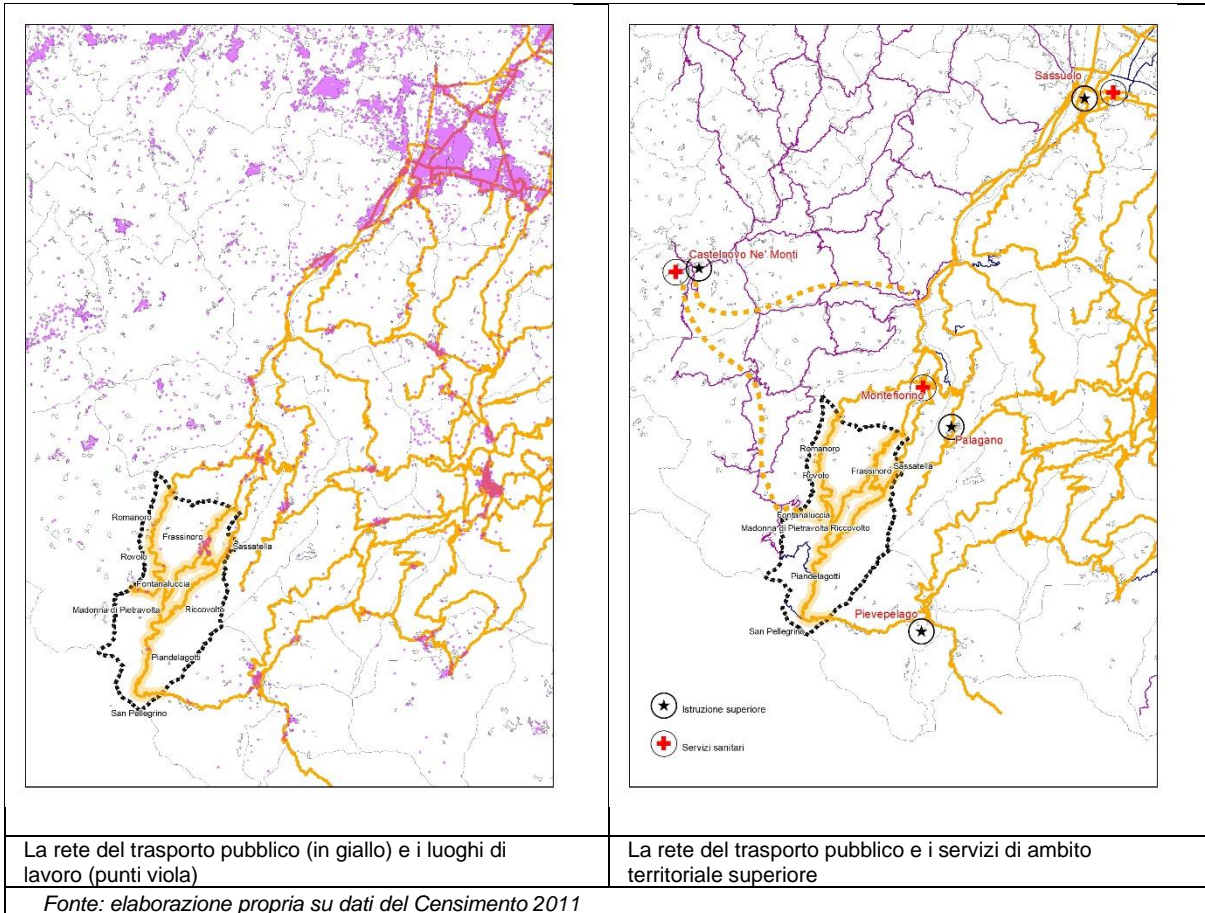 Romanoro
Frassinoro
Rovolo
Sassatella
Fontanaluccia
Madonna di Pietravolta
Riccovolto
Piandelagotti
San Pellegrino
Sassuolo
Castelnovo Ne' Monti
Montefiorino
Palagano
Romanoro
Frassinoro
Sassatella
Rovolo
Fontanaluccia
Madonna di Pietravolta Riccovolto
Piandelagotti
Pievepelago
San Pellegrino
Istruzione superiore
Servizi sanitari
La rete del trasporto pubblico (in giallo) e i luoghi di
lavoro (punti viola)
La rete del trasporto pubblico e i servizi di ambito
territoriale superiore
Fonte: elaborazione propria su dati del Censimento 2011